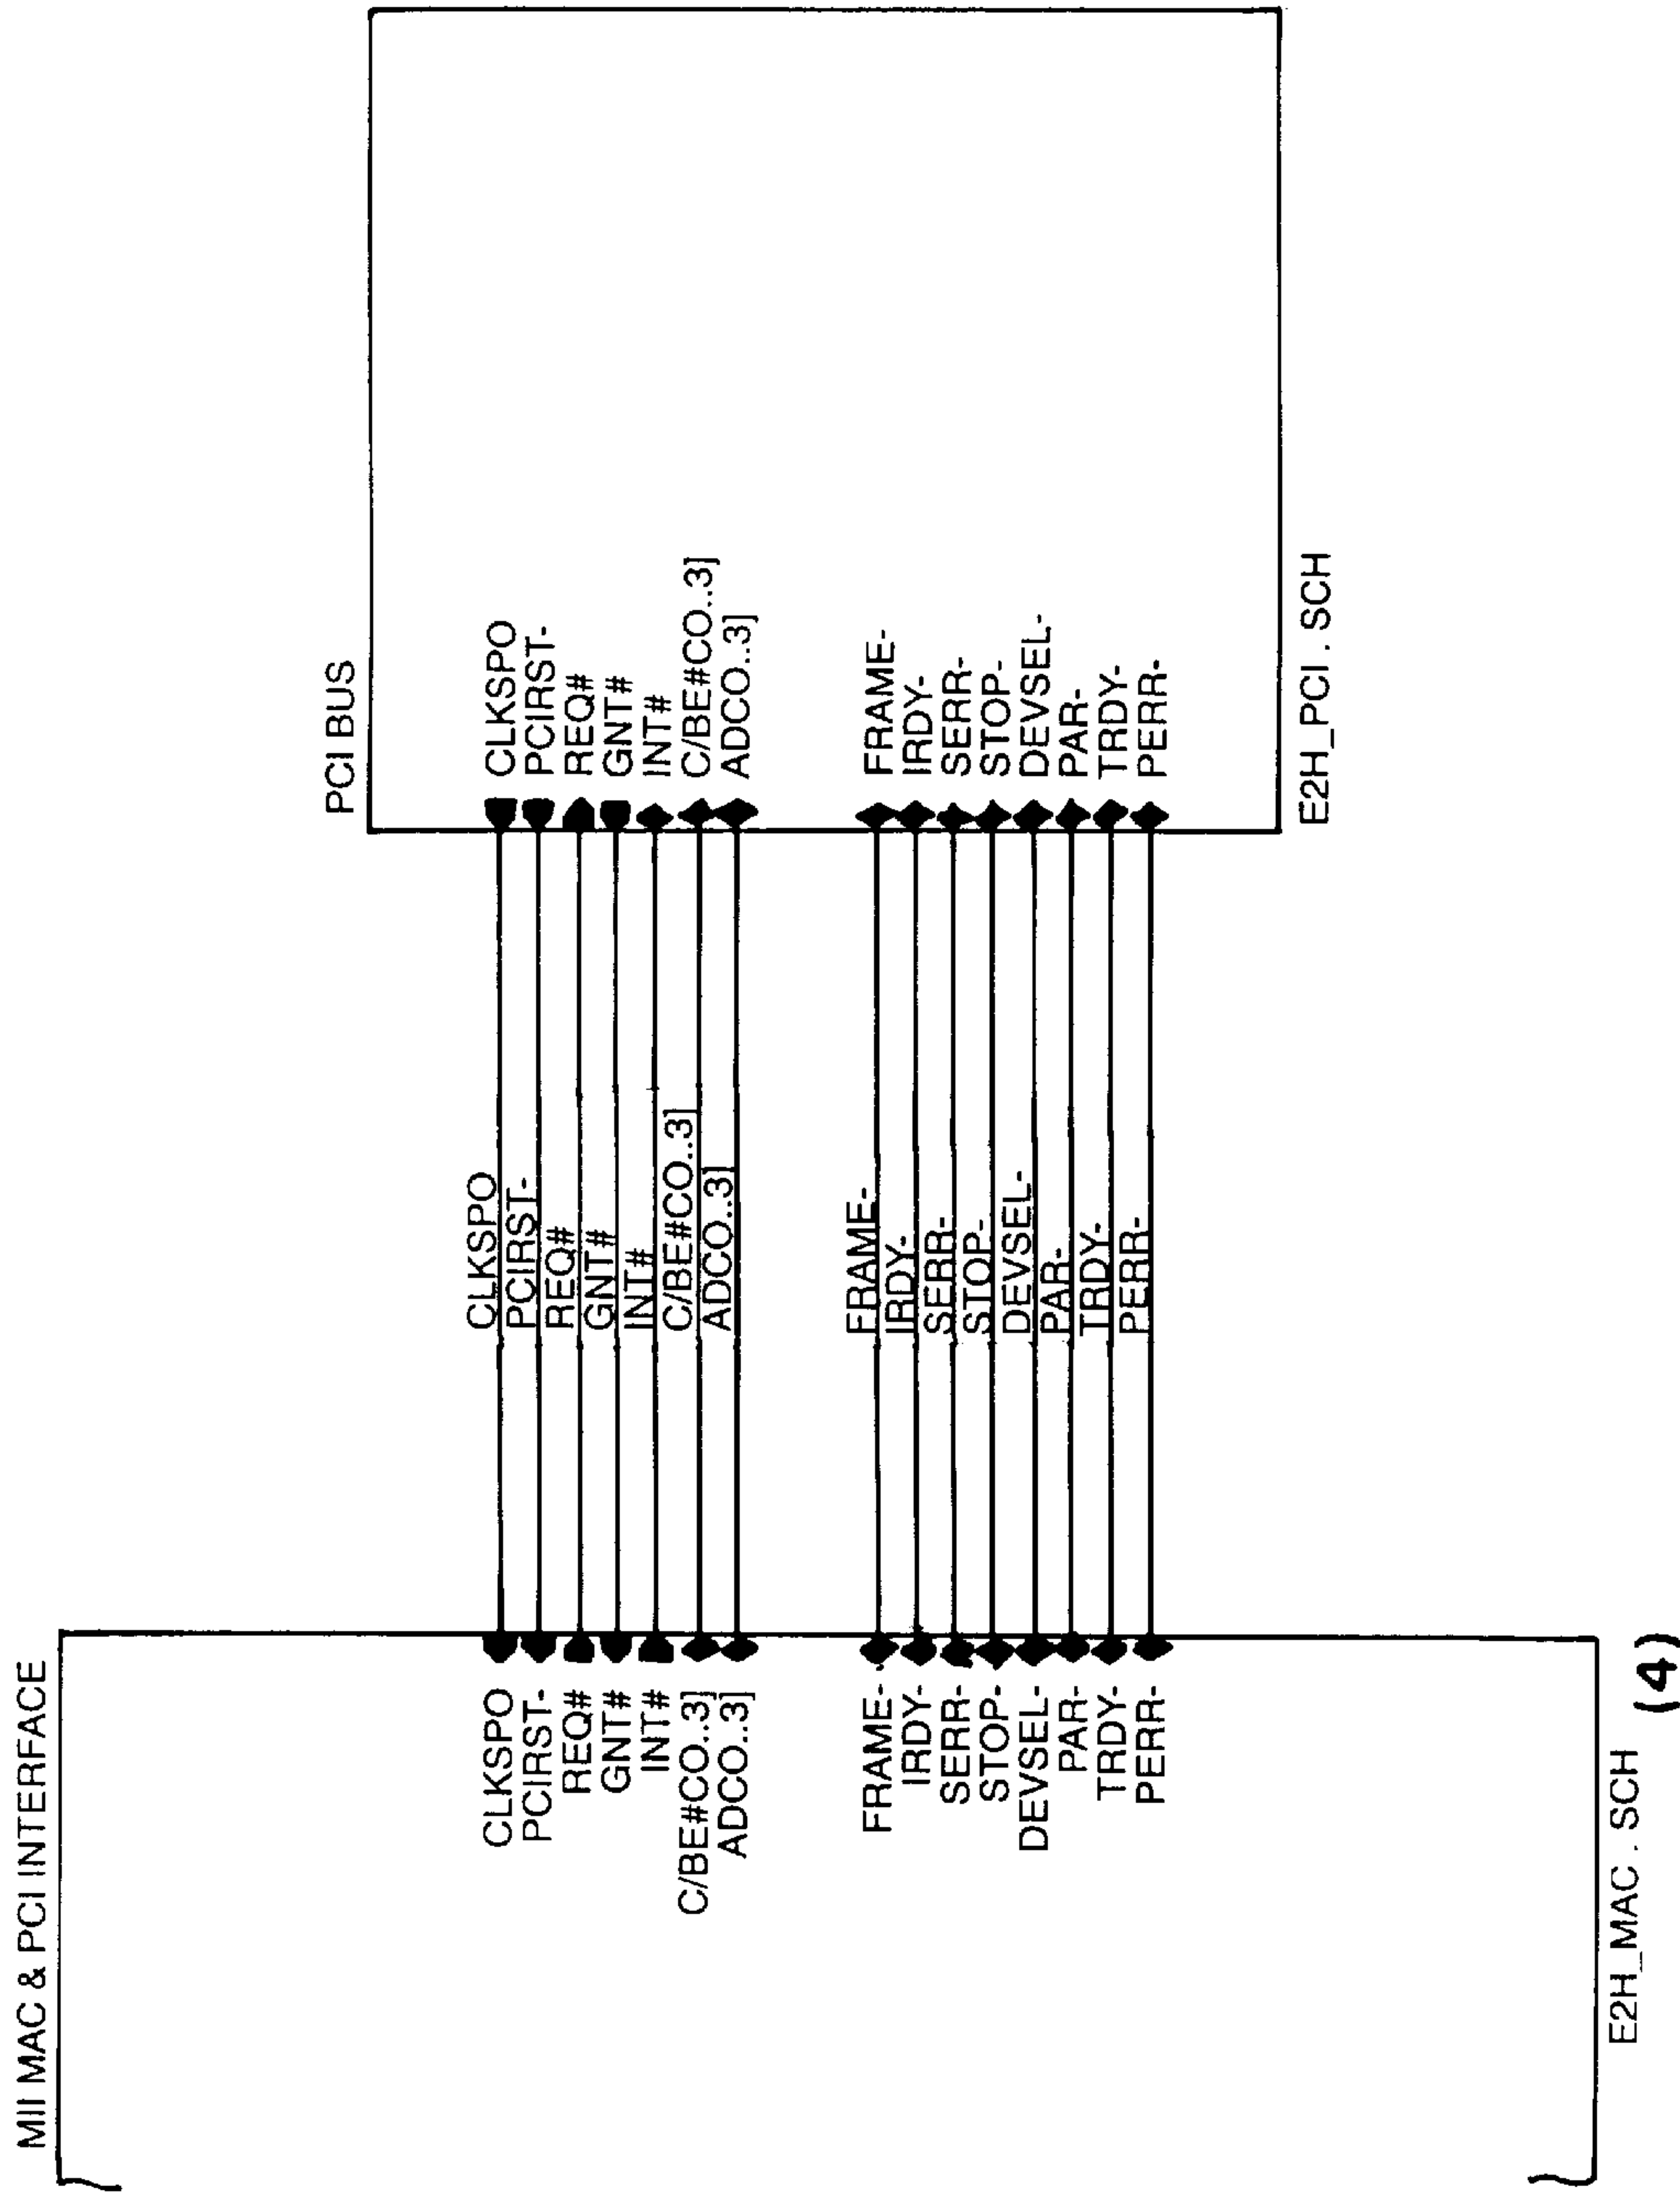 MII MAC & PCI INTERFACE
CLKSPO
PCIRST-
REQ#
GNT#
INT#
C/BE#CO..3]
ADCO..3]
FRAME-
IRDY-
SERR-
STOP-
DEVSEL-
PAR-
TRDY-
PERR-
E2H_MAC . SCH
(4)
CLKSPO
PCIRST-
REQ#
GNT#
INT#
C/BE#CO..3]
ADCO..3]
FRAME-
IRDY-
SERR-
STOP-
DEVSEL-
PAR-
TRDY-
PERR-
PCI BUS
CLKSPO
PCIRST-
REQ#
GNT#
INT#
C/BE#CO..3]
ADCO..3]
FRAME-
IRDY-
SERR-
STOP-
DEVSEL-
PAR-
TRDY-
PERR-
E2H_PCI . SCH